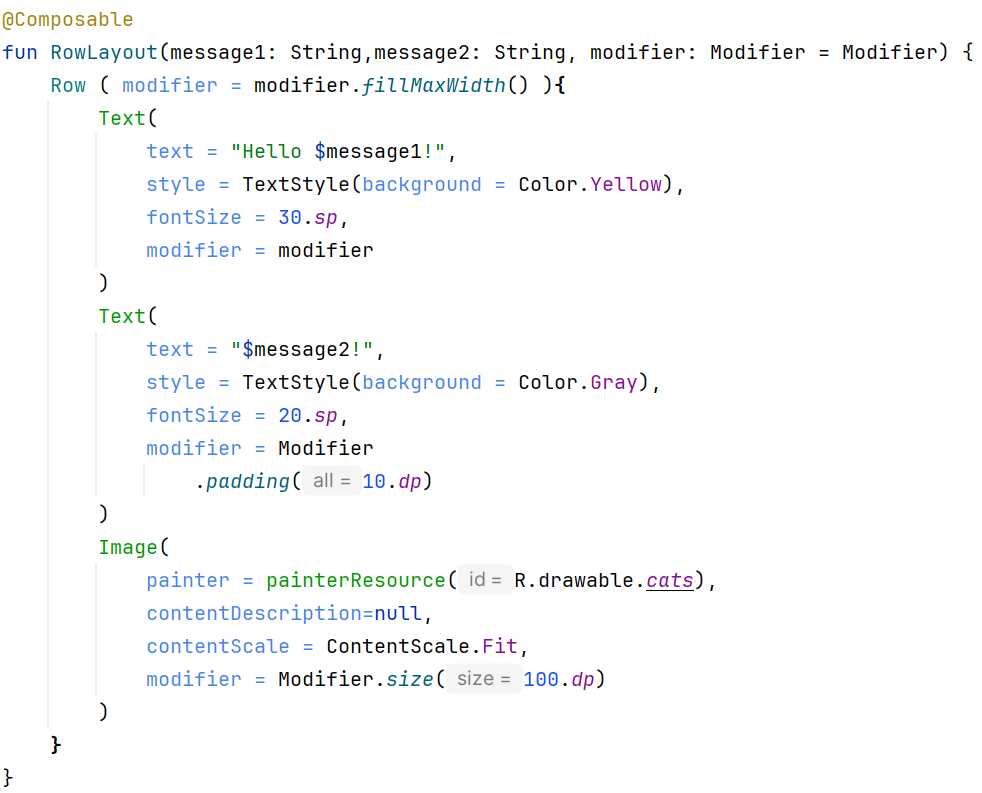 @Composable
fun RowLayout(message1: String,message2: String, modifier: Modifier = Modifier) {
    Row ( modifier = modifier.fillMaxWidth() ){
        Text(
            text = "Hello $message1!",
            style = TextStyle(background = Color.Yellow),
            fontSize = 30.sp,
            modifier = modifier
        )
        Text(
            text = "$message2!",
            style = TextStyle(background = Color.Gray),
            fontSize = 20.sp,
            modifier = Modifier
                .padding( all = 10.dp)
        )
        Image(
            painter = painterResource( id = R.drawable.cats),
            contentDescription=null,
            contentScale = ContentScale.Fit,
            modifier = Modifier.size( size = 100.dp)
        )
    }
}